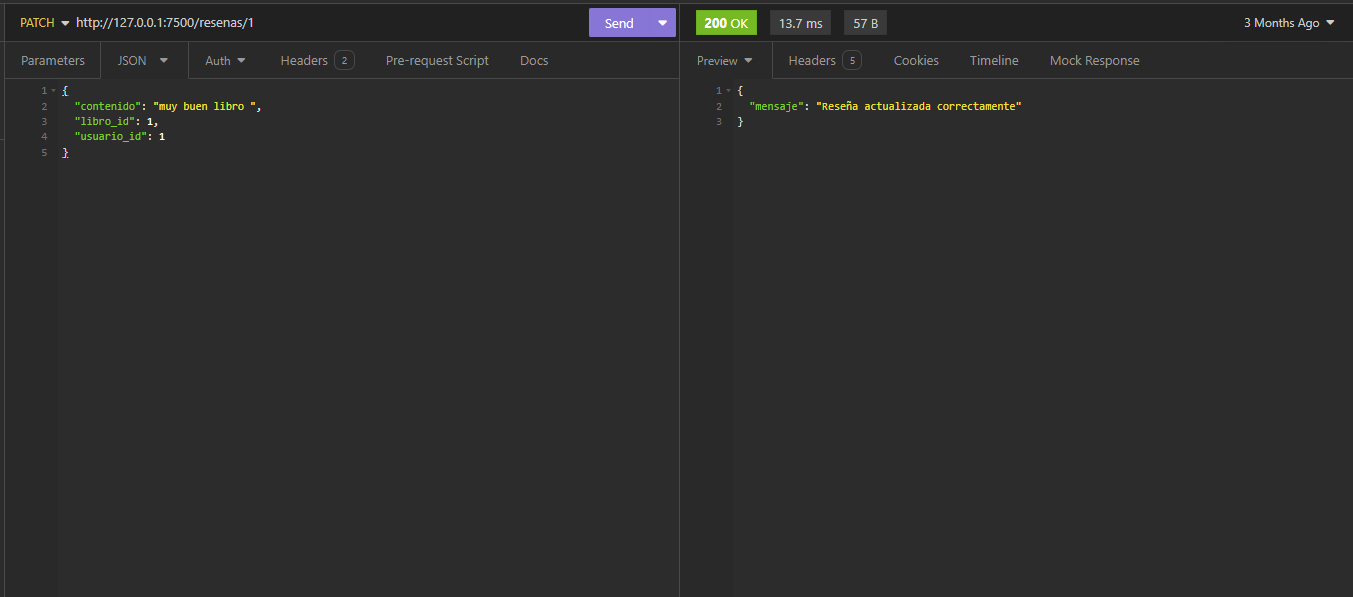 PATCH http://127.0.0.1:7500/resenas/1 Send 200 OK 13.7 ms 57 B 3 Months Ago
Parameters JSON Auth Headers 2 Pre-request Script Docs Preview Headers 5 Cookies Timeline Mock Response
1 {
2 "contenido": "muy buen libro ",
3 "libro_id": 1,
4 "usuario_id": 1
5 }
1 {
2 "mensaje": "Reseña actualizada correctamente"
3 }